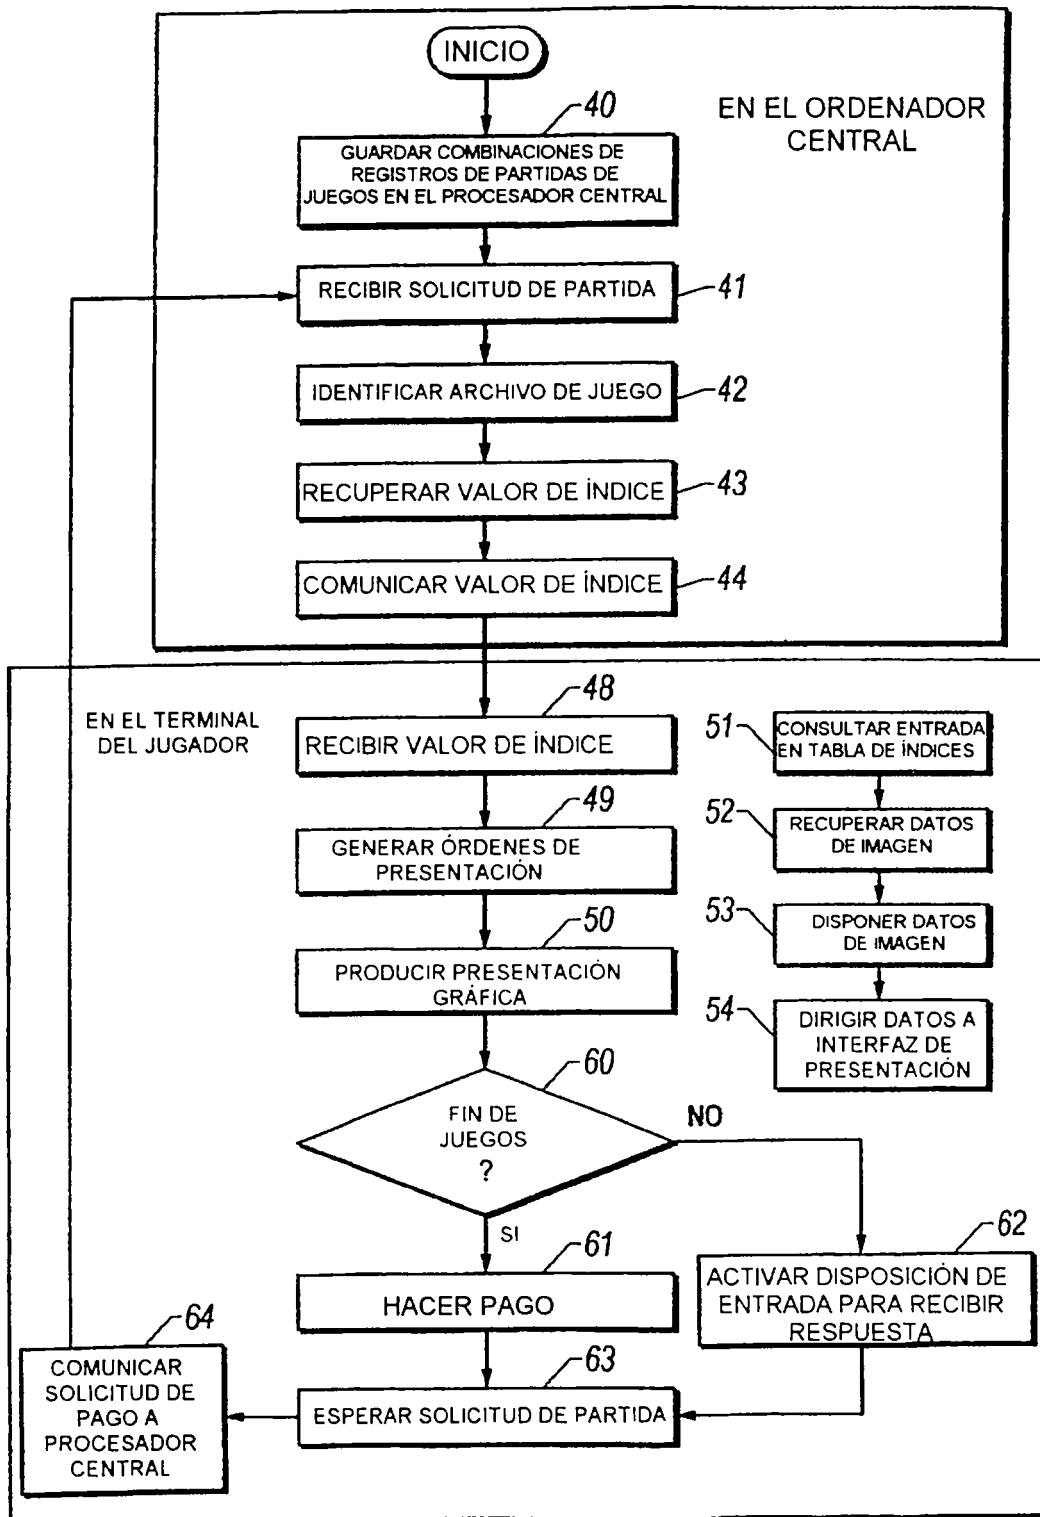 INICIO
EN EL ORDENADOR
CENTRAL
40
GUARDAR COMBINACIONES DE
REGISTROS DE PARTIDAS DE
JUEGOS EN EL PROCESADOR CENTRAL
RECIBIR SOLICITUD DE PARTIDA
41
IDENTIFICAR ARCHIVO DE JUEGO
42
RECUPERAR VALOR DE ÍNDICE
43
COMUNICAR VALOR DE ÍNDICE
44
EN EL TERMINAL
DEL JUGADOR
48
RECIBIR VALOR DE ÍNDICE
49
GENERAR ÓRDENES DE
PRESENTACIÓN
50
PRODUCIR PRESENTACIÓN
GRÁFICA
51
CONSULTAR ENTRADA
EN TABLA DE ÍNDICES
52
RECUPERAR DATOS
DE IMAGEN
53
DISPONER DATOS
DE IMAGEN
54
DIRIGIR DATOS A
INTERFAZ DE
PRESENTACIÓN
60
FIN DE
JUEGOS
?
NO
SI
61
HACER PAGO
62
ACTIVAR DISPOSICIÓN DE
ENTRADA PARA RECIBIR
RESPUESTA
63
ESPERAR SOLICITUD DE PARTIDA
64
COMUNICAR
SOLICITUD DE
PAGO A
PROCESADOR
CENTRAL